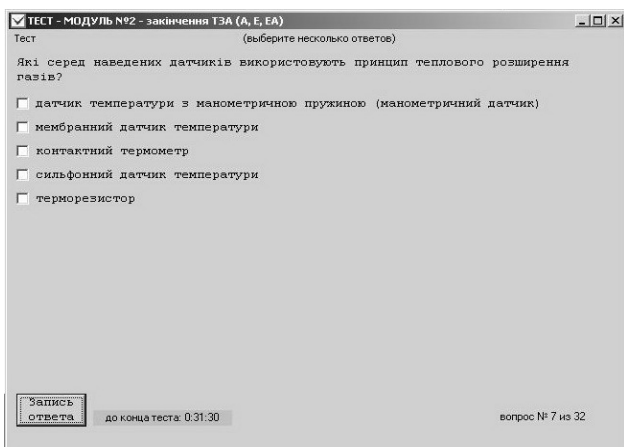 ТЕСТ - МОДУЛЬ №2 - закінчення ТЗА (А, Е, ЕА)
Тест (выберите несколько ответов)
Які серед наведених датчиків використовують принцип теплового розширення
газів?
датчик температури з манометричною пружиною (манометричний датчик)
мембранний датчик температури
контактний термометр
сильфонний датчик температури
терморезистор
Запись
ответа
до конца теста: 0:31:30 вопрос № 7 из 32